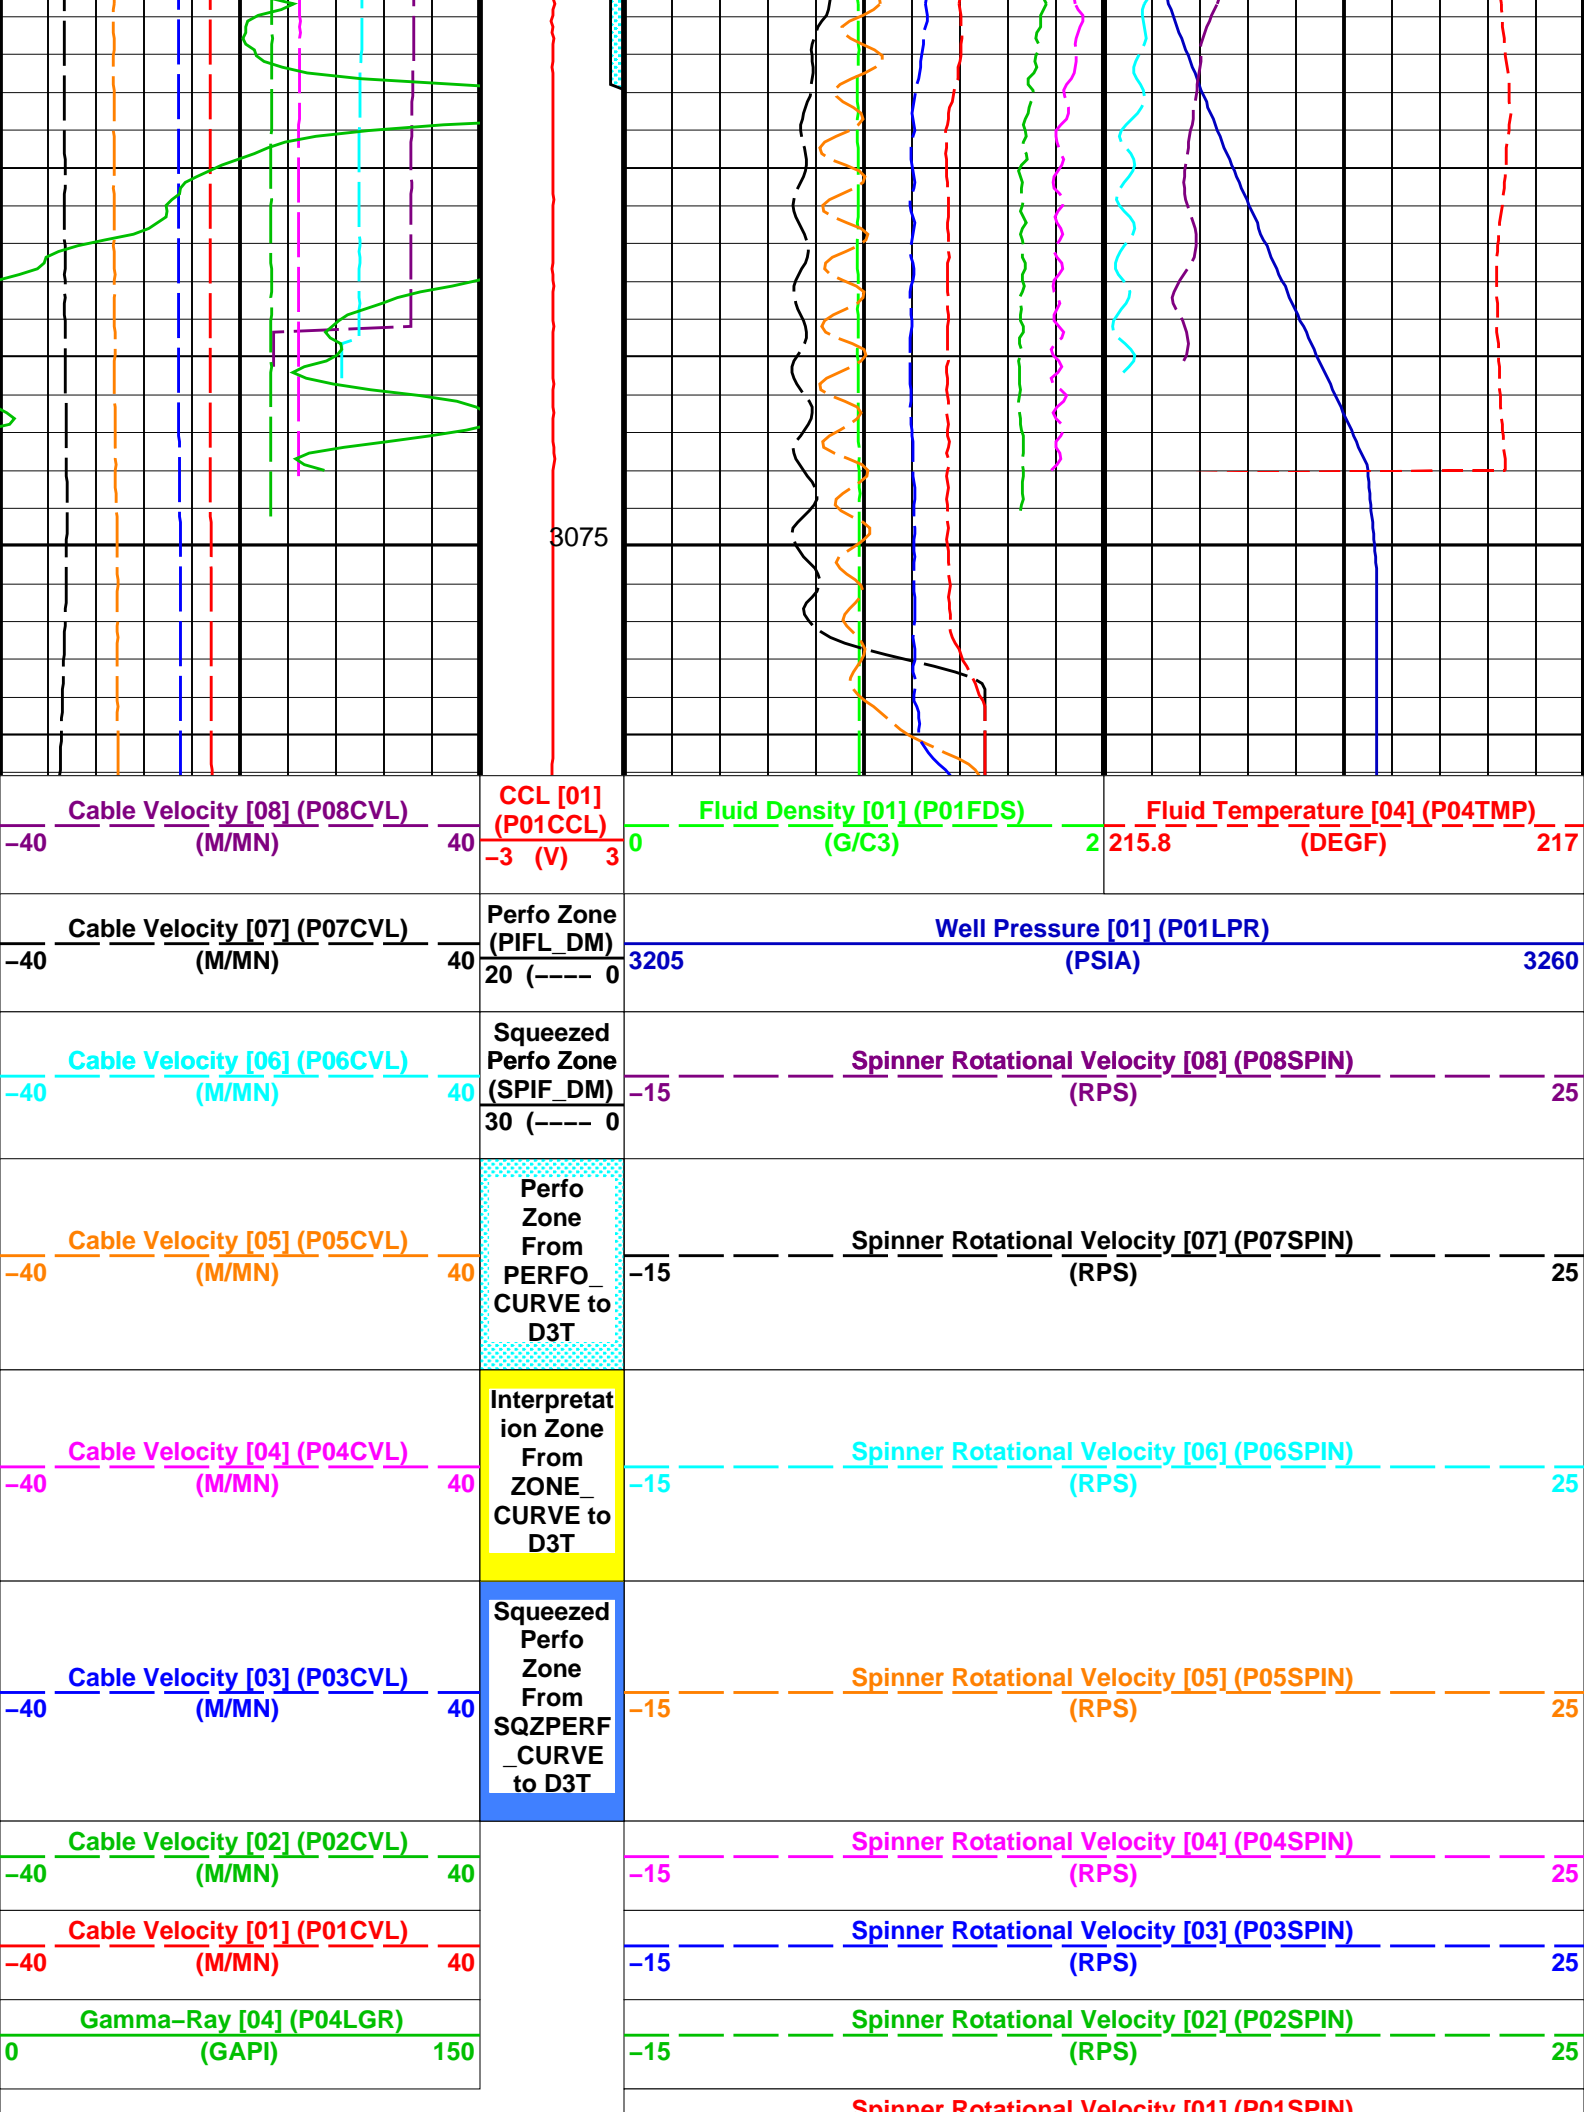 3075
Cable Velocity [08] (P08CVL)
−40 (M/MN) 40
CCL [01]
(P01CCL)
−3 (V) 3
Fluid Density [01] (P01FDS)
0 (G/C3) 2
Fluid Temperature [04] (P04TMP)
215.8 (DEGF) 217
Cable Velocity [07] (P07CVL)
−40 (M/MN) 40
Perfo Zone
(PIFL_DM)
20 (−−−− 0
Well Pressure [01] (P01LPR)
3205 (PSIA) 3260
Cable Velocity [06] (P06CVL)
−40 (M/MN) 40
Squeezed
Perfo Zone
(SPIF_DM)
30 (−−−− 0
Spinner Rotational Velocity [08] (P08SPIN)
−15 (RPS) 25
Cable Velocity [05] (P05CVL)
−40 (M/MN) 40
Perfo
Zone
From
PERFO_
CURVE to
D3T
Spinner Rotational Velocity [07] (P07SPIN)
−15 (RPS) 25
Cable Velocity [04] (P04CVL)
−40 (M/MN) 40
Interpretat
ion Zone
From
ZONE_
CURVE to
D3T
Spinner Rotational Velocity [06] (P06SPIN)
−15 (RPS) 25
Cable Velocity [03] (P03CVL)
−40 (M/MN) 40
Squeezed
Perfo
Zone
From
SQZPERF
_CURVE
to D3T
Spinner Rotational Velocity [05] (P05SPIN)
−15 (RPS) 25
Cable Velocity [02] (P02CVL)
−40 (M/MN) 40
Spinner Rotational Velocity [04] (P04SPIN)
−15 (RPS) 25
Cable Velocity [01] (P01CVL)
−40 (M/MN) 40
Spinner Rotational Velocity [03] (P03SPIN)
−15 (RPS) 25
Gamma−Ray [04] (P04LGR)
0 (GAPI) 150
Spinner Rotational Velocity [02] (P02SPIN)
−15 (RPS) 25
Spinner Rotational Velocity [01] (P01SPIN)